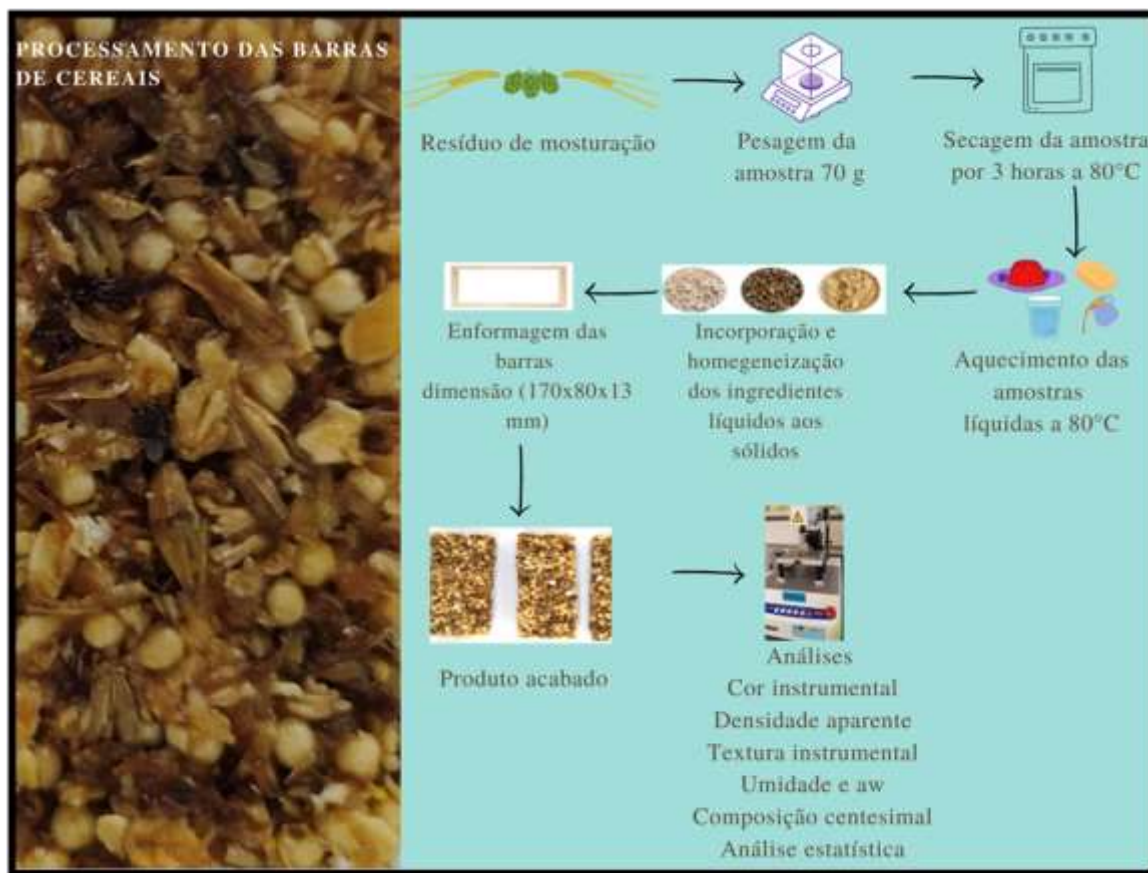 PROCESSAMENTO DAS BARRAS
DE CEREAIS
Resíduo de mosturação
Pesagem da
amostra 70 g
Secagem da amostra
por 3 horas a 80°C
Aquecimento das
amostras
líquidas a 80°C
Incorporação e
homogeneização
dos ingredientes
líquidos aos
sólidos
Enformagem das
barras
dimensão (170x80x13
mm)
Produto acabado
Análises
Cor instrumental
Densidade aparente
Textura instrumental
Umidade e aw
Composição centesimal
Análise estatística